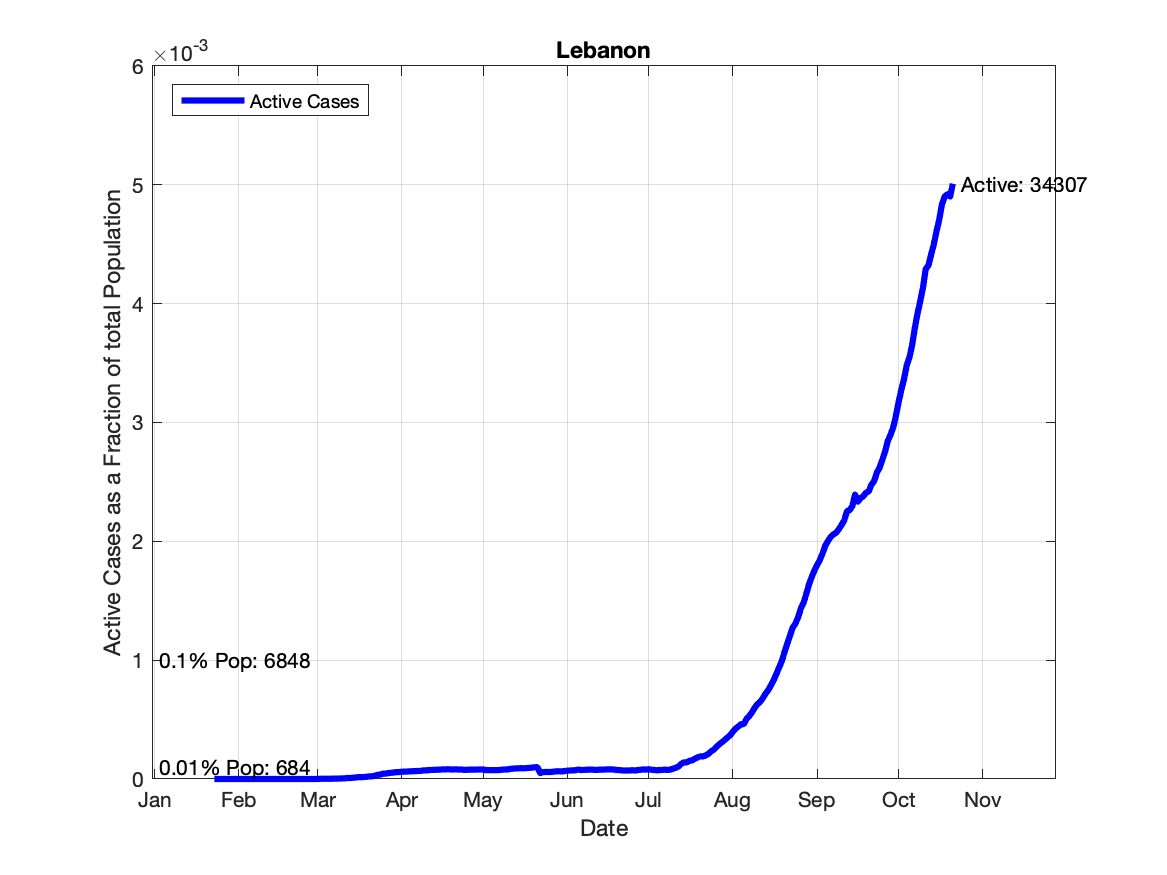 Lebanon
×10-3
6
5
4
3
2
1
0
Active Cases
Active: 34307
0.1% Pop: 6848
0.01% Pop: 684
Active Cases as a Fraction of total Population
Jan Feb Mar Apr May Jun Jul Aug Sep Oct Nov
Date